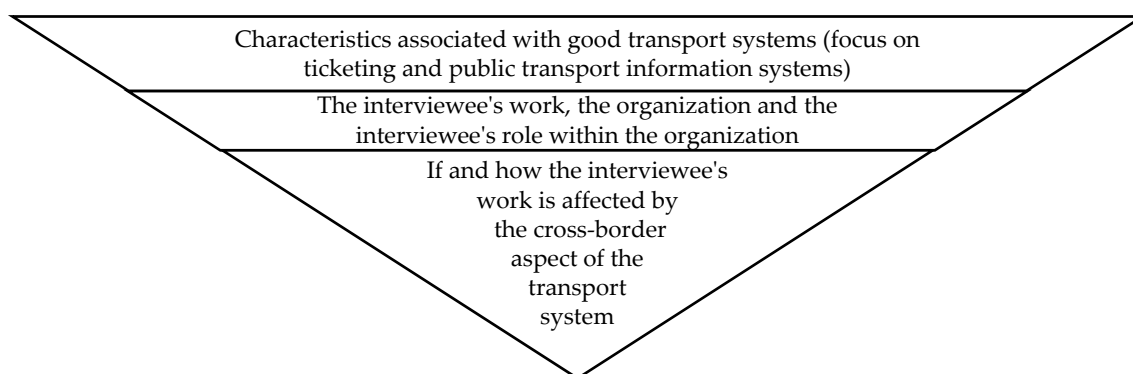 Characteristics associated with good transport systems (focus on
ticketing and public transport information systems)
The interviewee's work, the organization and the
interviewee's role within the organization
If and how the interviewee's
work is affected by
the cross-border
aspect of the
transport
system